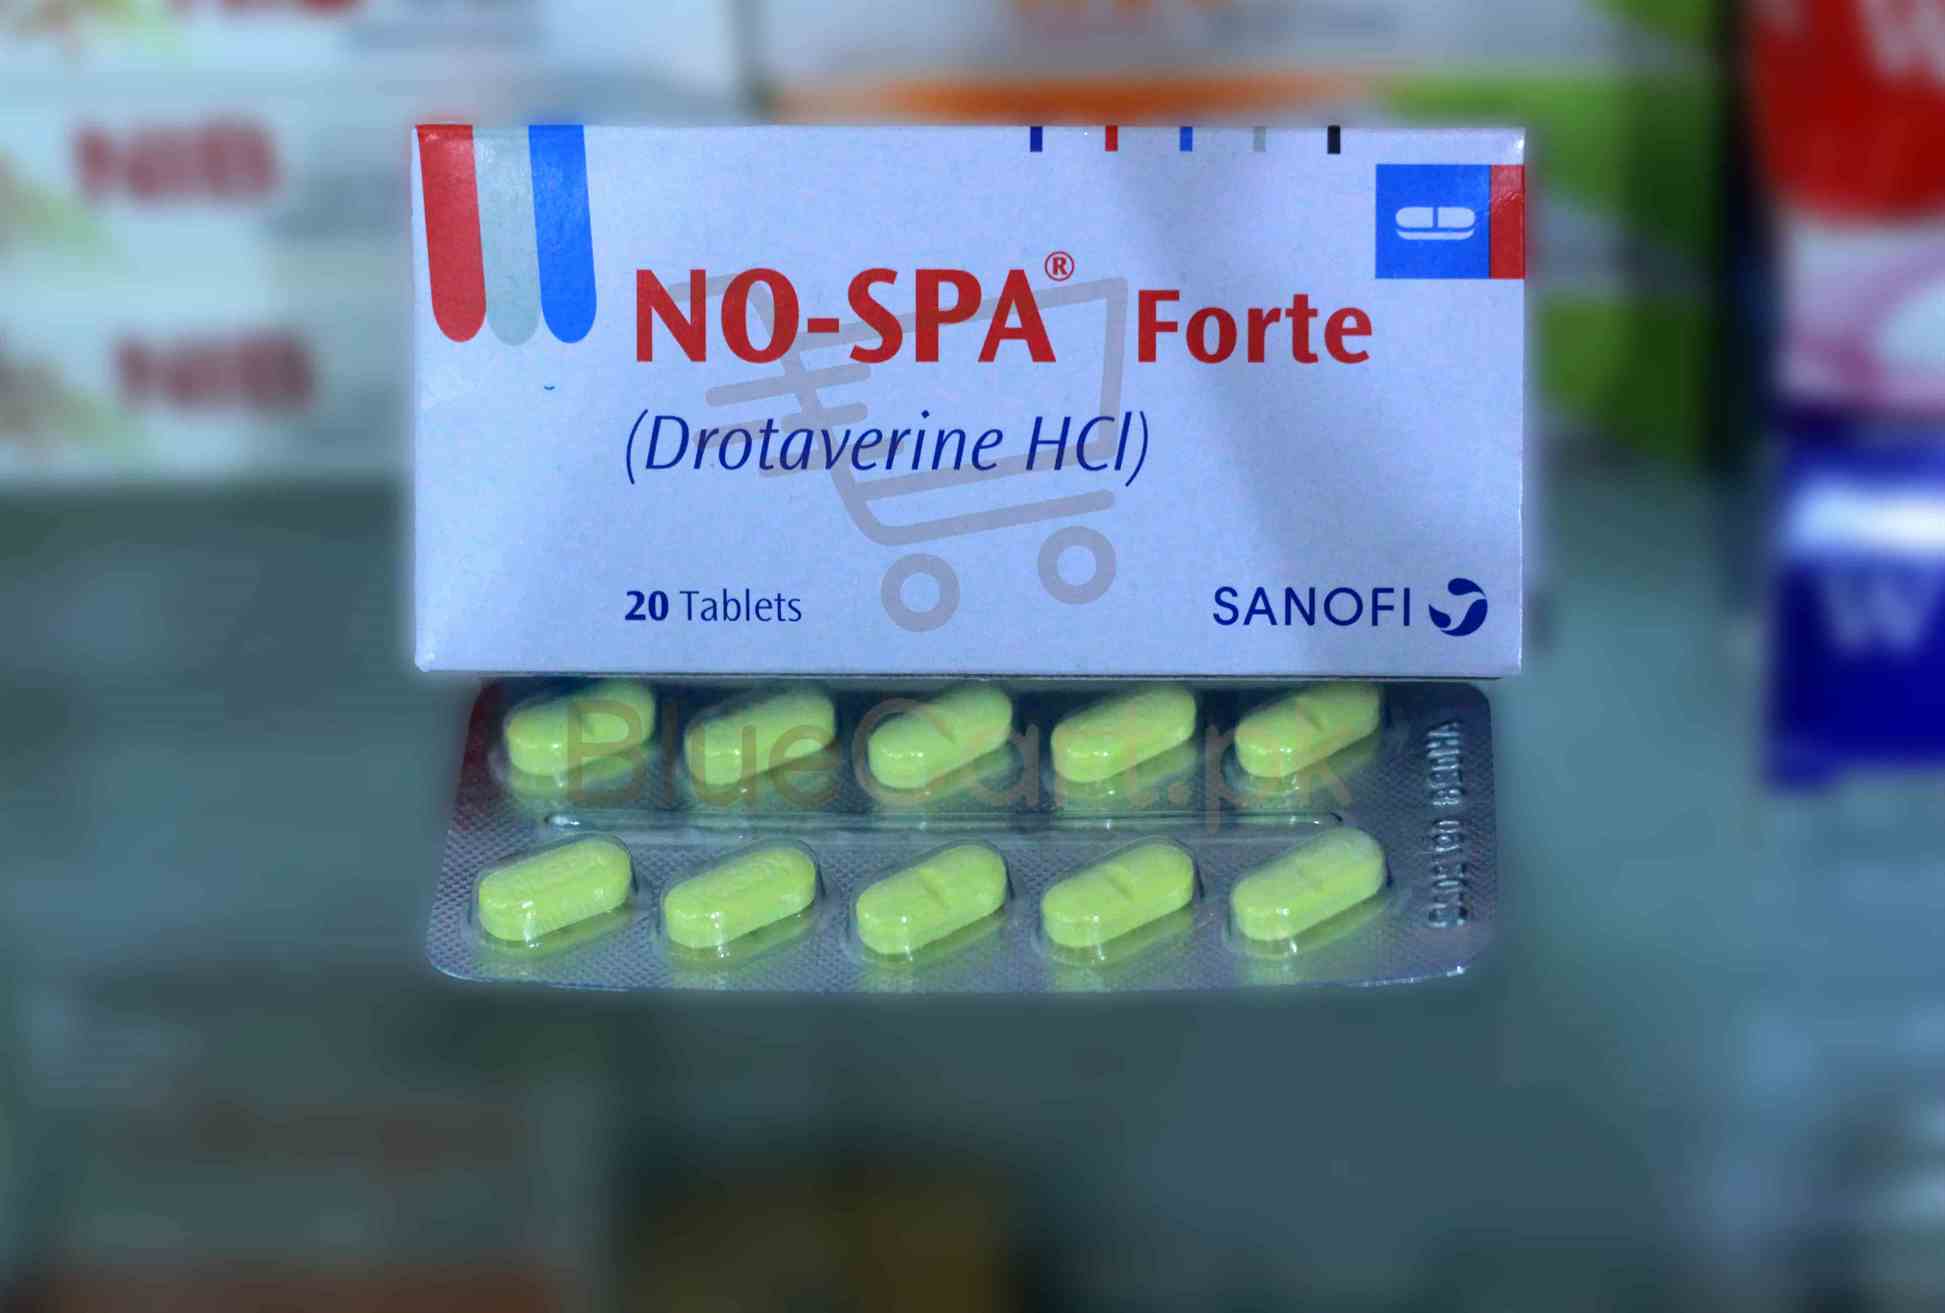 NO-SPA® Forte
(Drotaverine HCl)
20 Tablets
SANOFI
BlueCart.pk